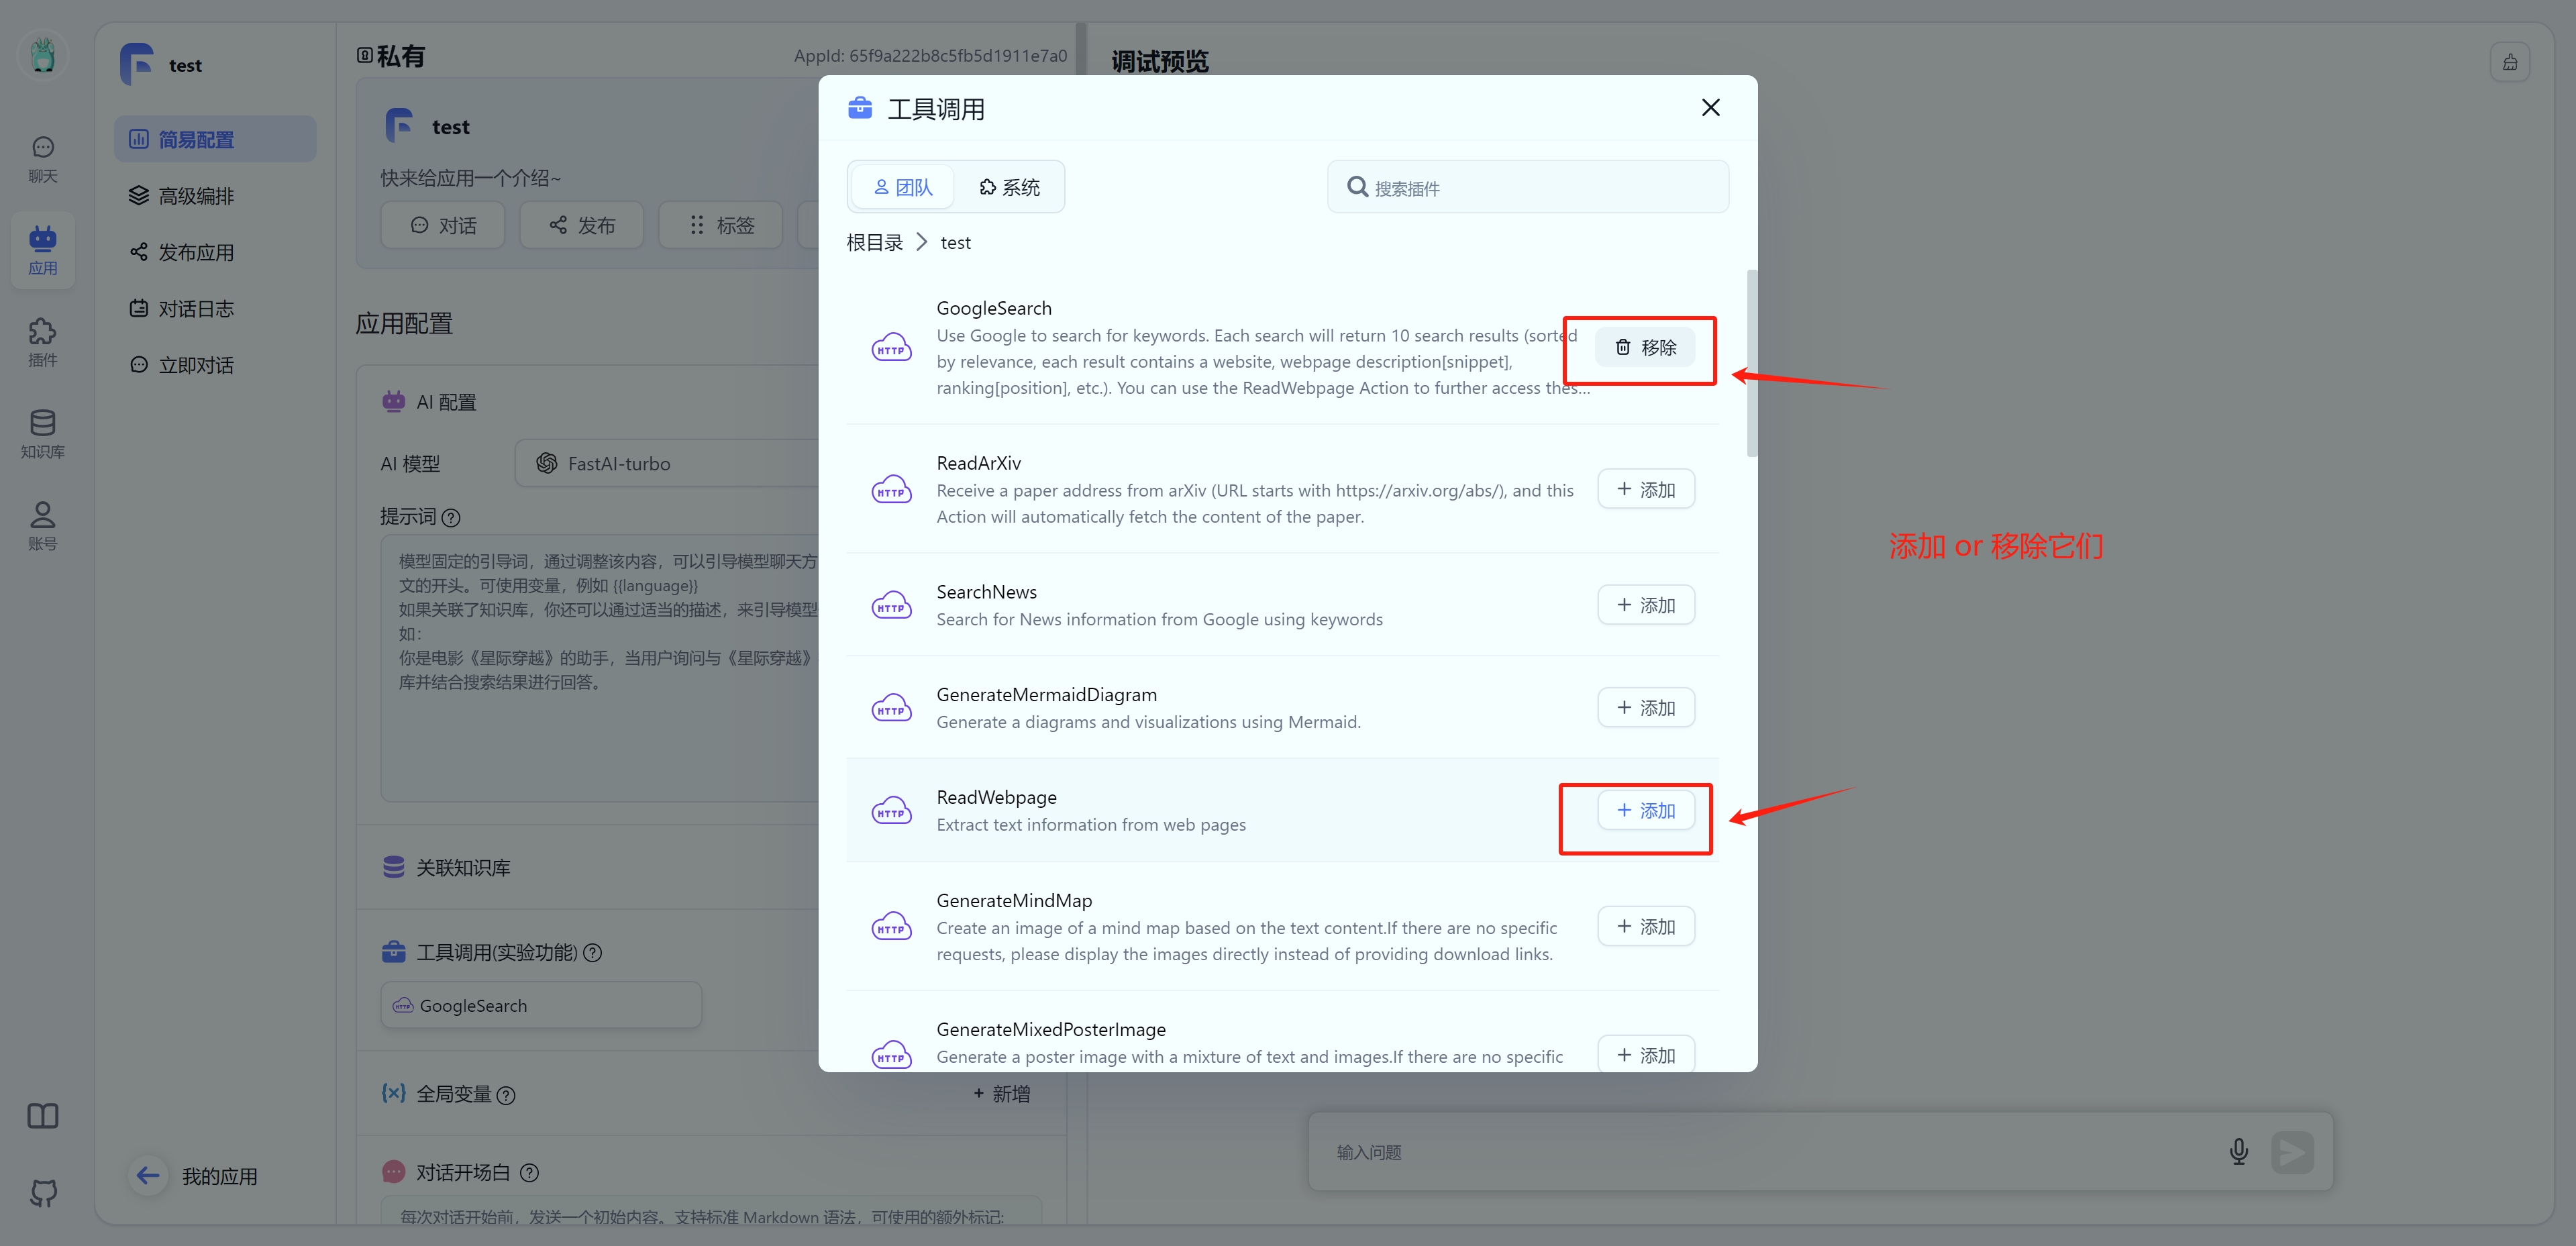 聊天
应用
插件
知识库
账号
test
简易配置
高级编排
发布应用
对话日志
立即对话
我的应用
私有
AppId: 65f9a222b8c5fb5d1911e7a0
test
快来给应用一个介绍~
对话
发布
标签
应用配置
AI 配置
AI 模型
FastAI-turbo
提示词
模型固定的引导词，通过调整该内容，可以引导模型聊天方
文的开头。可使用变量，例如 {{language}}
如果关联了知识库，你还可以通过适当的描述，来引导模型
如：
你是电影《星际穿越》的助手，当用户询问与《星际穿越》
库并结合搜索结果进行回答。
关联知识库
工具调用(实验功能)
GoogleSearch
全局变量
+ 新增
对话开场白
每次对话开始前，发送一个初始内容。支持标准 Markdown 语法，可使用的额外标记:
调试预览
工具调用
团队
系统
搜索插件
根目录 > test
HTTP
GoogleSearch
Use Google to search for keywords. Each search will return 10 search results (sorted
by relevance, each result contains a website, webpage description[snippet],
ranking[position], etc.). You can use the ReadWebpage Action to further access thes...
移除
HTTP
ReadArXiv
Receive a paper address from arXiv (URL starts with https://arxiv.org/abs/), and this
Action will automatically fetch the content of the paper.
+ 添加
HTTP
SearchNews
Search for News information from Google using keywords
+ 添加
HTTP
GenerateMermaidDiagram
Generate a diagrams and visualizations using Mermaid.
+ 添加
HTTP
ReadWebpage
Extract text information from web pages
+ 添加
HTTP
GenerateMindMap
Create an image of a mind map based on the text content.If there are no specific
requests, please display the images directly instead of providing download links.
+ 添加
HTTP
GenerateMixedPosterImage
Generate a poster image with a mixture of text and images.If there are no specific
+ 添加
添加 or 移除它们
输入问题